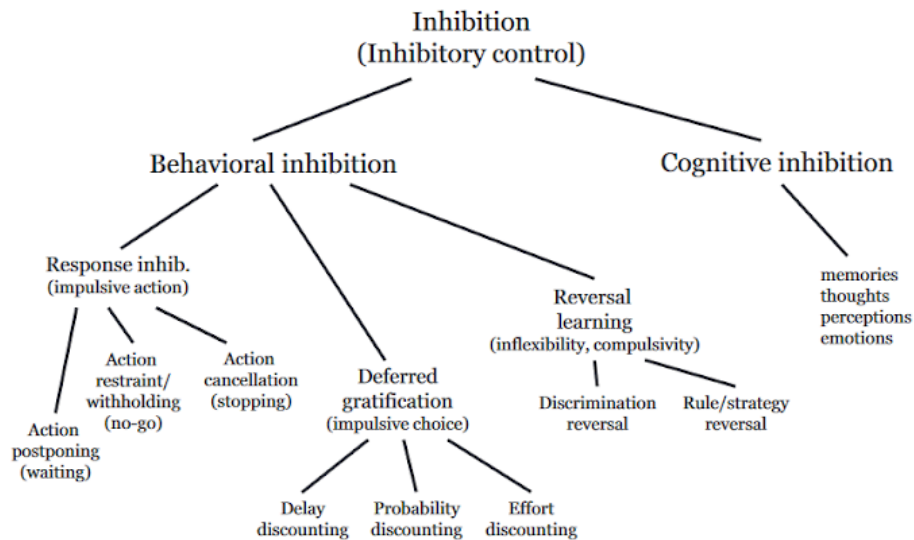 Inhibition
(Inhibitory control)
Behavioral inhibition
Cognitive inhibition
Response inhib.
(impulsive action)
memories
thoughts
perceptions
emotions
Reversal
learning
(inflexibility, compulsivity)
Action
restraint/
withholding
(no-go)
Action
cancellation
(stopping)
Deferred
gratification
(impulsive choice)
Discrimination
reversal
Rule/strategy
reversal
Action
postponing
(waiting)
Delay
discounting
Probability
discounting
Effort
discounting